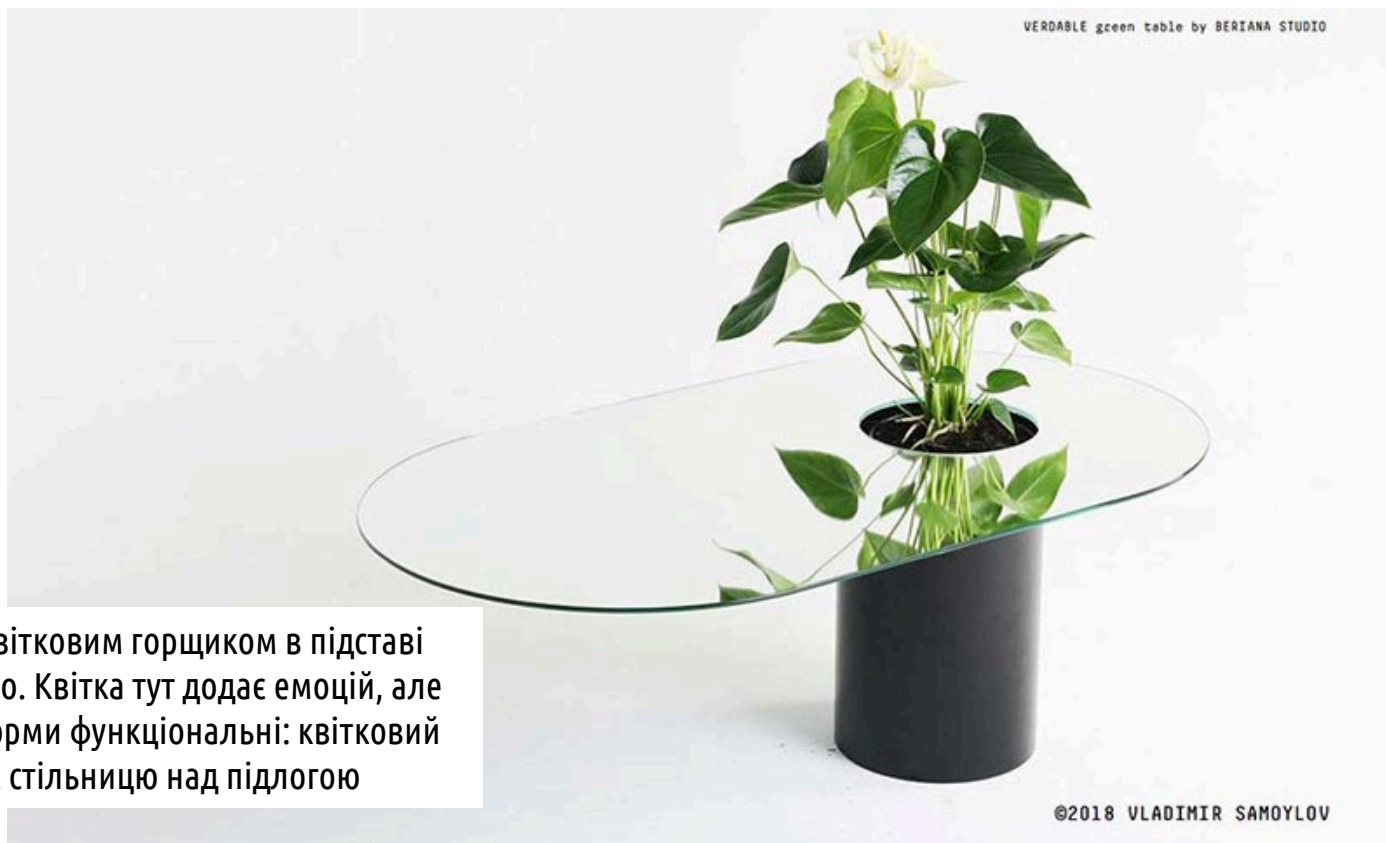 VERDABLE green table by BERIANA STUDIO
вітковим горщиком в підставі
о. Квітка тут додає емоцій, але
рми функціональні: квітковий
стільницю над підлогою
©2018 VLADIMIR SAMOYLOV